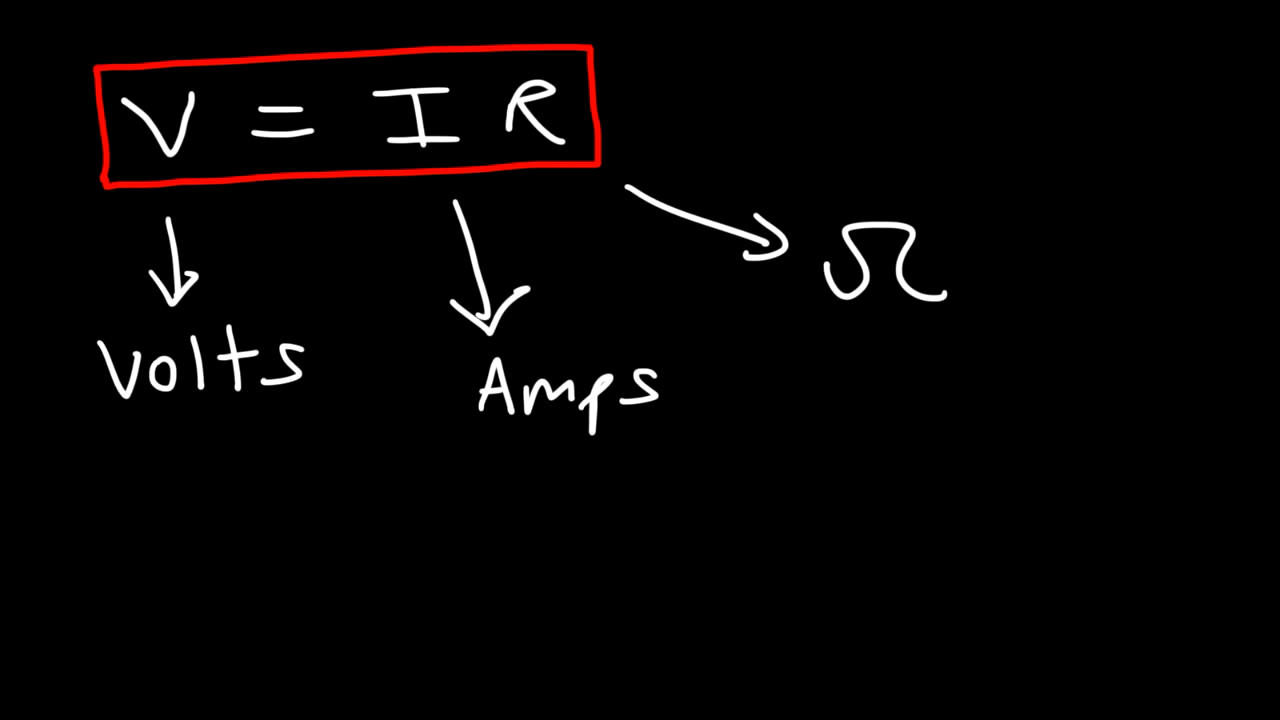 V = I R
Ω
Volts
Amps